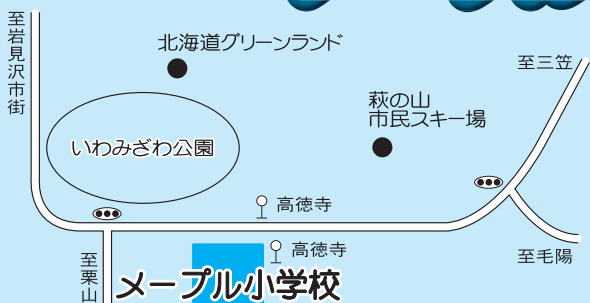 至岩見沢市街
北海道グリーンランド
至三笠
萩の山
市民スキー場
いわみざわ公園
高徳寺
高徳寺
至毛陽
至栗山
メープル小学校